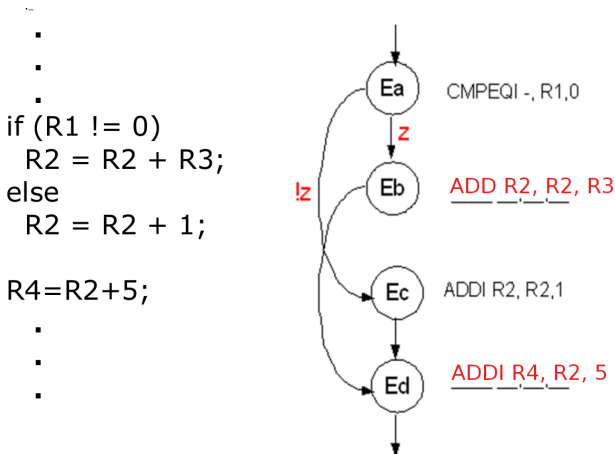 if (R1 != 0)
R2 = R2 + R3;
else
R2 = R2 + 1;
R4=R2+5;
Ea
CMPEQI -, R1,0
z
!z
Eb
ADD R2, R2, R3
Ec
ADDI R2, R2,1
Ed
ADDI R4, R2, 5